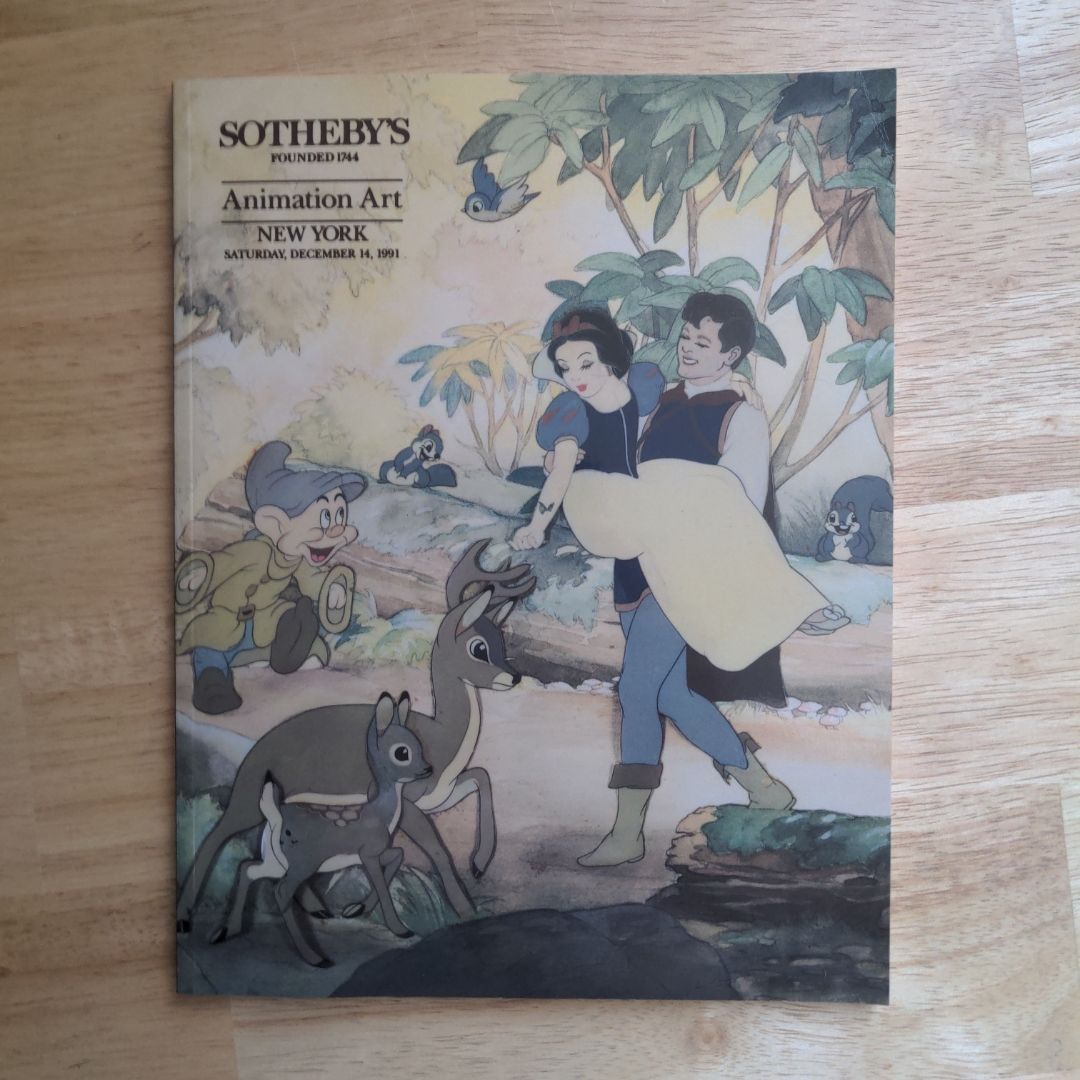 SOTHEBY'S
FOUNDED 1744
Animation Art
NEW YORK
SATURDAY, DECEMBER 14, 1991